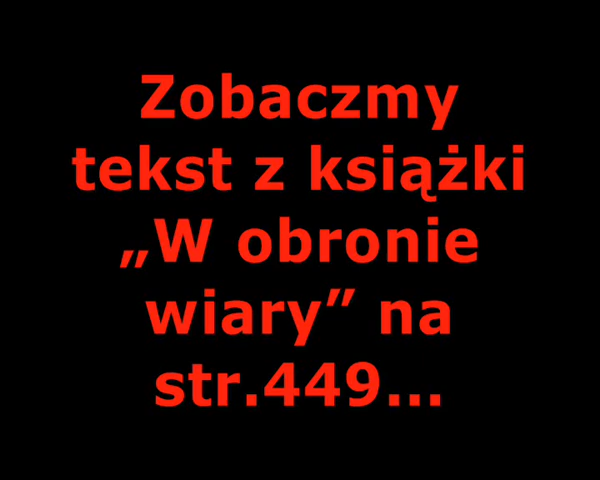 Zobaczmy
tekst z książki
„W obronie
wiary” na
str.449...